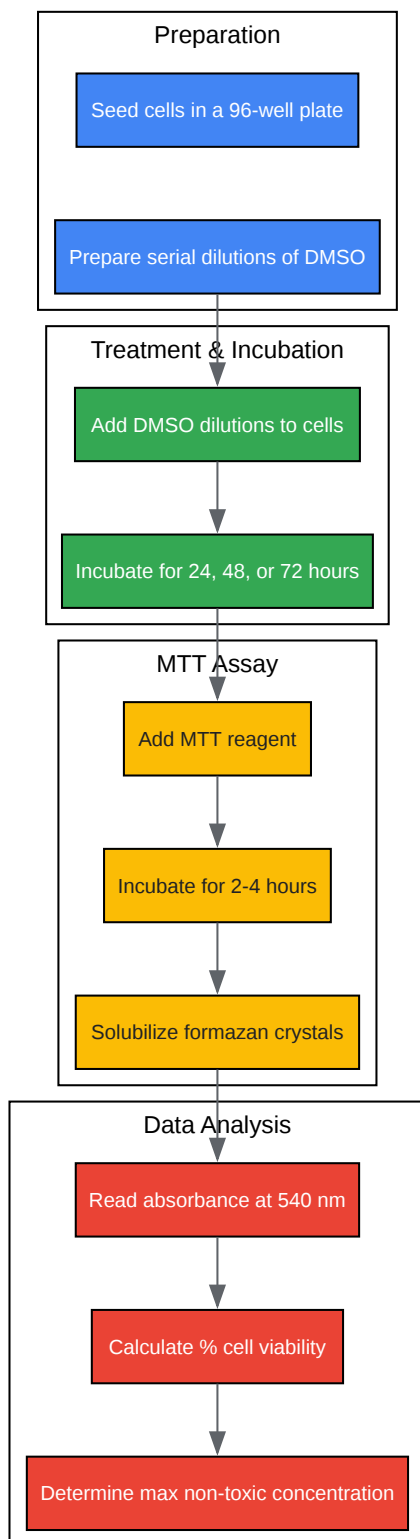 Preparation
Seed cells in a 96-well plate
Prepare serial dilutions of DMSO
Treatment & Incubation
Add DMSO dilutions to cells
Incubate for 24, 48, or 72 hours
MTT Assay
Add MTT reagent
Incubate for 2-4 hours
Solubilize formazan crystals
Data Analysis
Read absorbance at 540 nm
Calculate % cell viability
Determine max non-toxic concentration